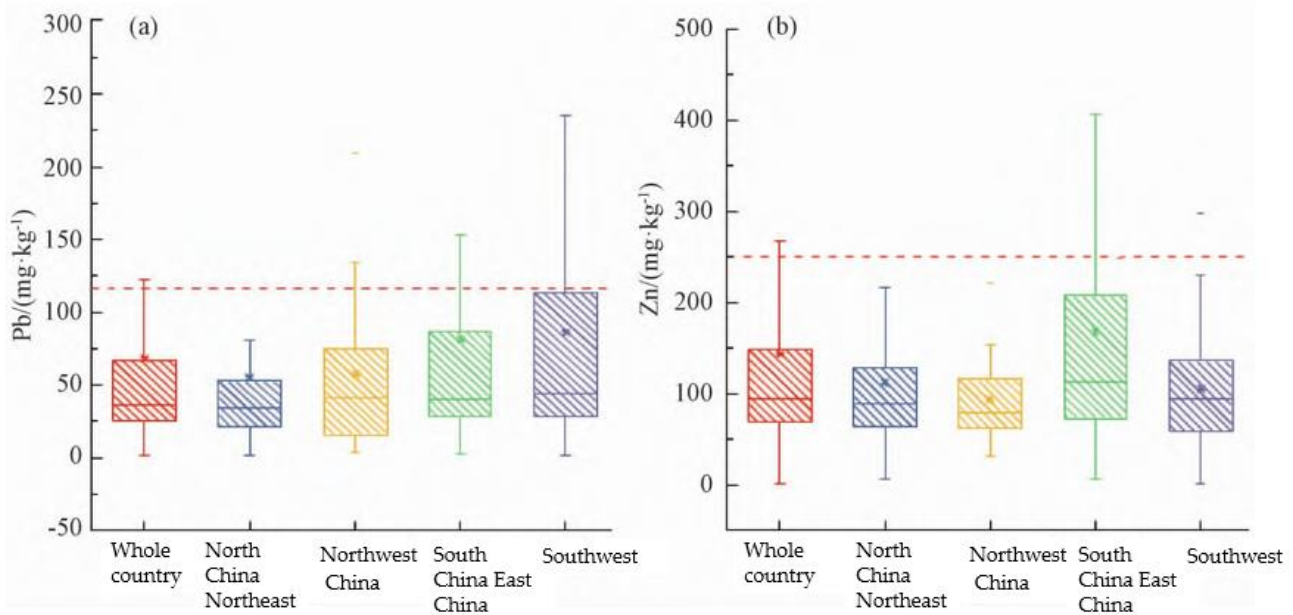 (a)
Pb/(mg·kg⁻¹)
300
250
200
150
100
50
0
-50
Whole
country
North
China
Northeast
Northwest
China
South
China East
China
Southwest
(b)
Zn/(mg·kg⁻¹)
500
400
300
200
100
0
Whole
country
North
China
Northeast
Northwest
China
South
China East
China
Southwest